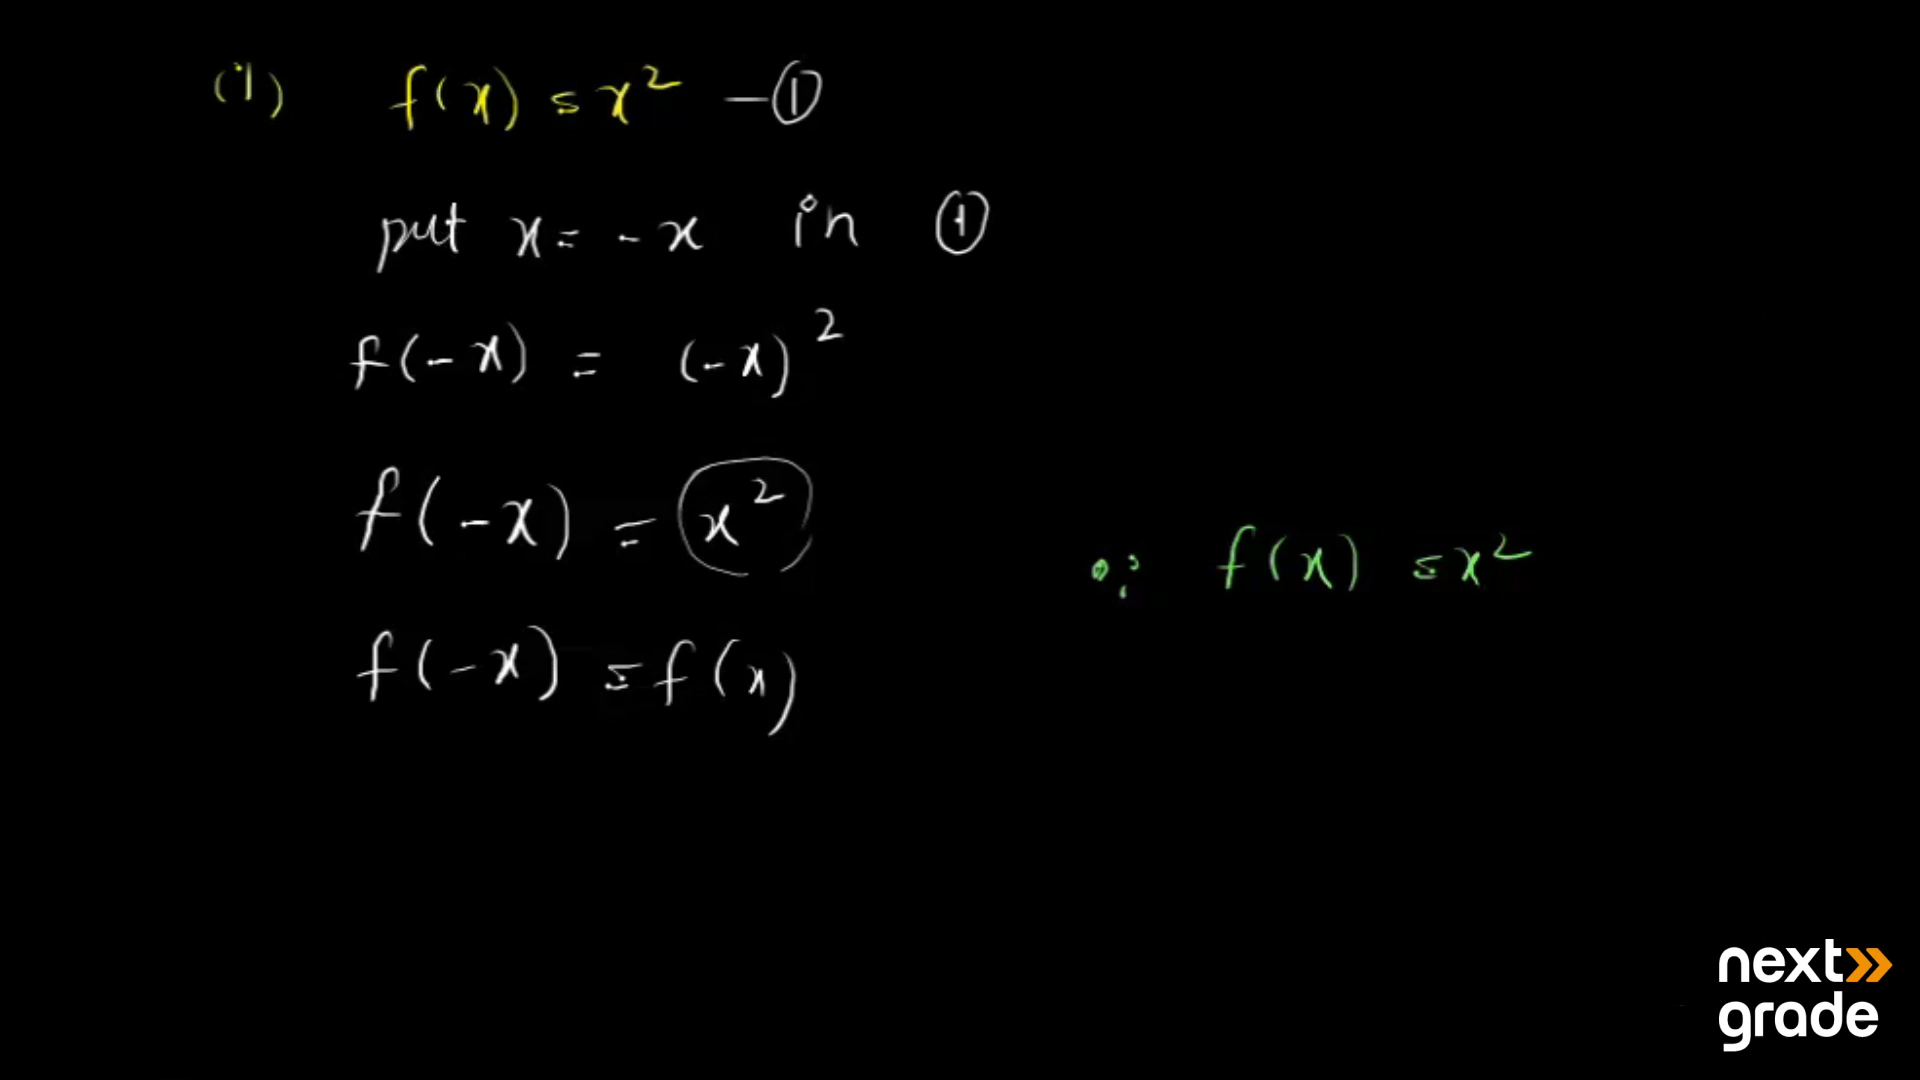 (i) f(x) = x² — ①
put x = -x in ①
f(-x) = (-x)²
f(-x) = x²
∵ f(x) = x²
f(-x) = f(x)
next
grade